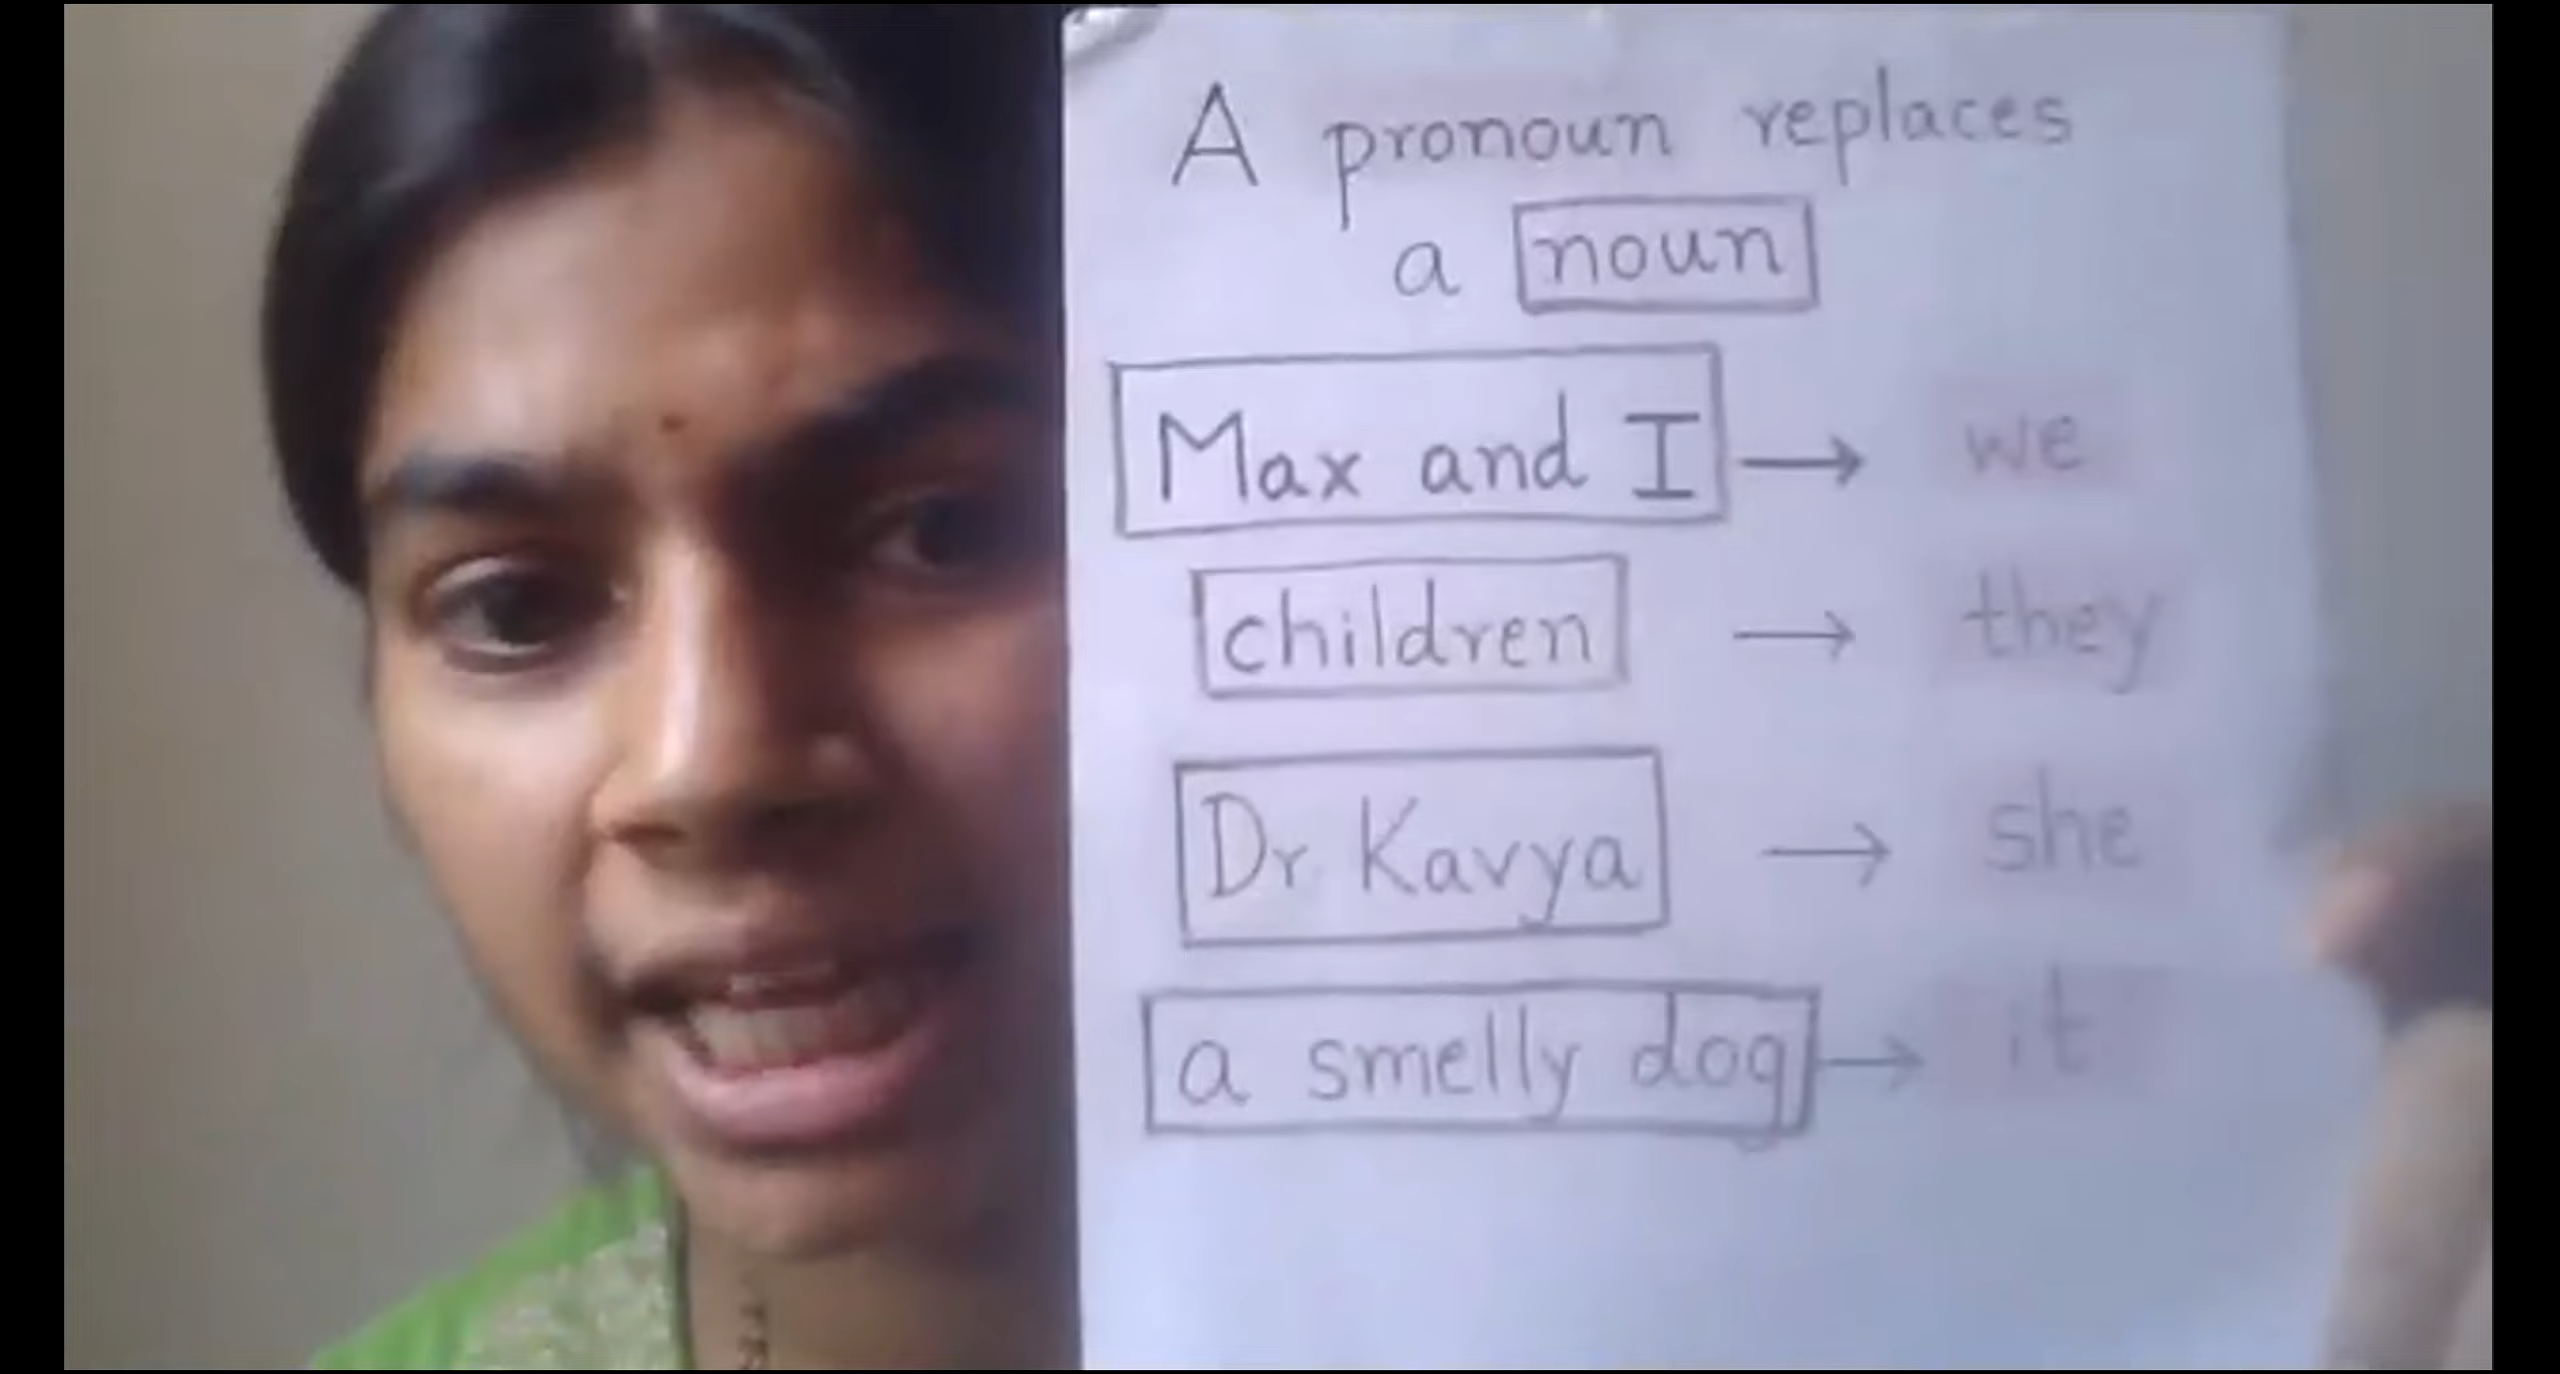 A pronoun replaces
a noun
Max and I → we
children → they
Dr Kavya → she
a smelly dog → it